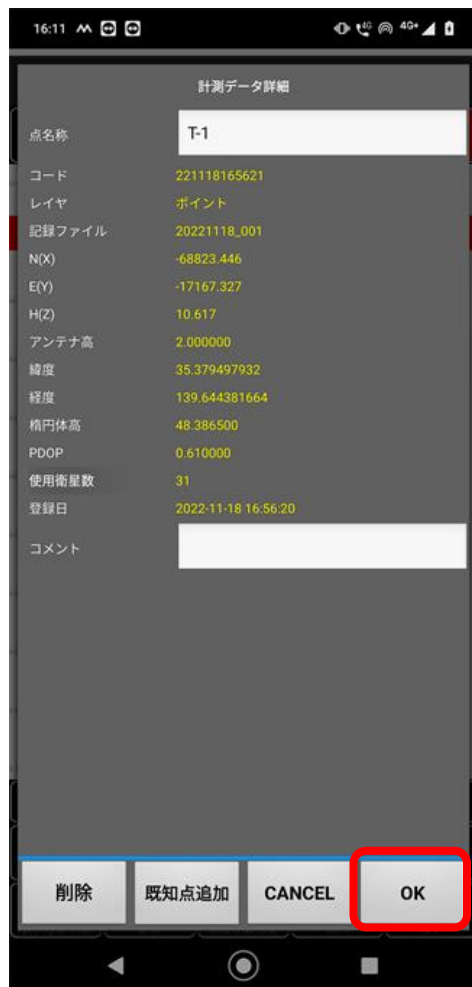 16:11
4G 4G+
計測データ詳細
点名称 T-1
コード 221118165621
レイヤ ポイント
記録ファイル 20221118_001
N(X) -68823.446
E(Y) -17167.327
H(Z) 10.617
アンテナ高 2.000000
緯度 35.379497932
経度 139.644381664
楕円体高 48.386500
PDOP 0.610000
使用衛星数 31
登録日 2022-11-18 16:56:20
コメント
削除 既知点追加 CANCEL OK